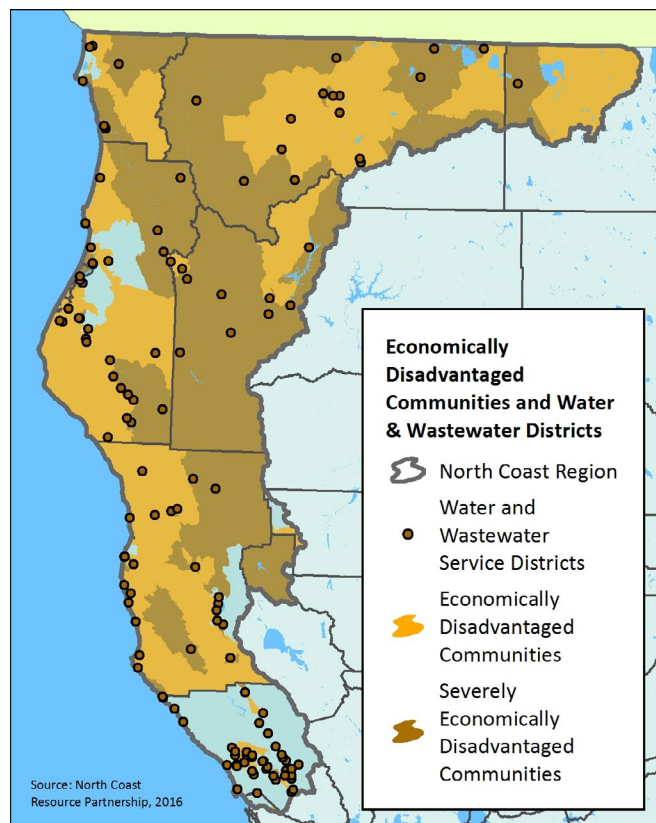 Economically
Disadvantaged
Communities and Water
& Wastewater Districts
North Coast Region
Water and
Wastewater
Service Districts
Economically
Disadvantaged
Communities
Severely
Economically
Disadvantaged
Communities
Source: North Coast
Resource Partnership, 2016